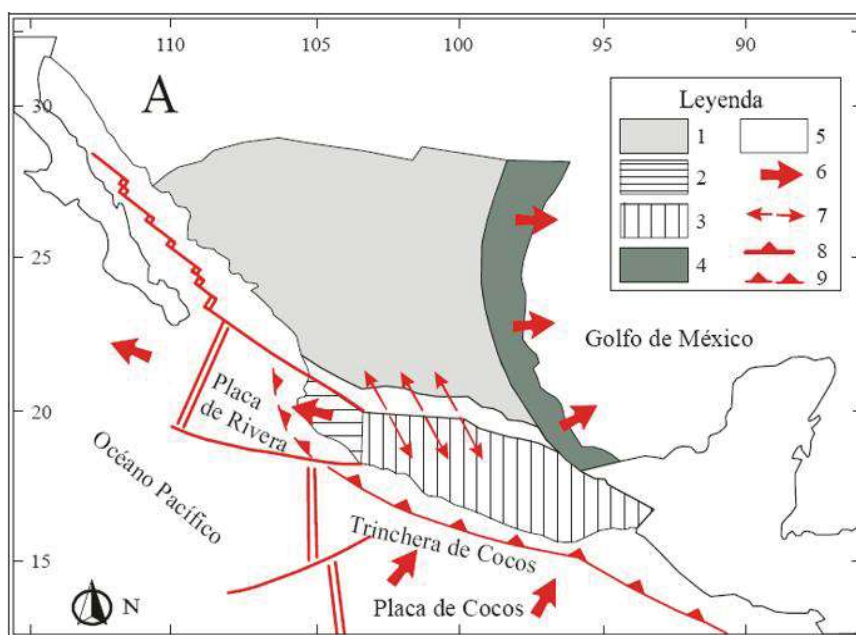 110
105
100
95
90
A
30
25
20
15
Leyenda
1
2
3
4
5
6
7
8
9
Golfo de México
Placa
de Rivera
Océano Pacífico
Trinchera de Cocos
Placa de Cocos
N